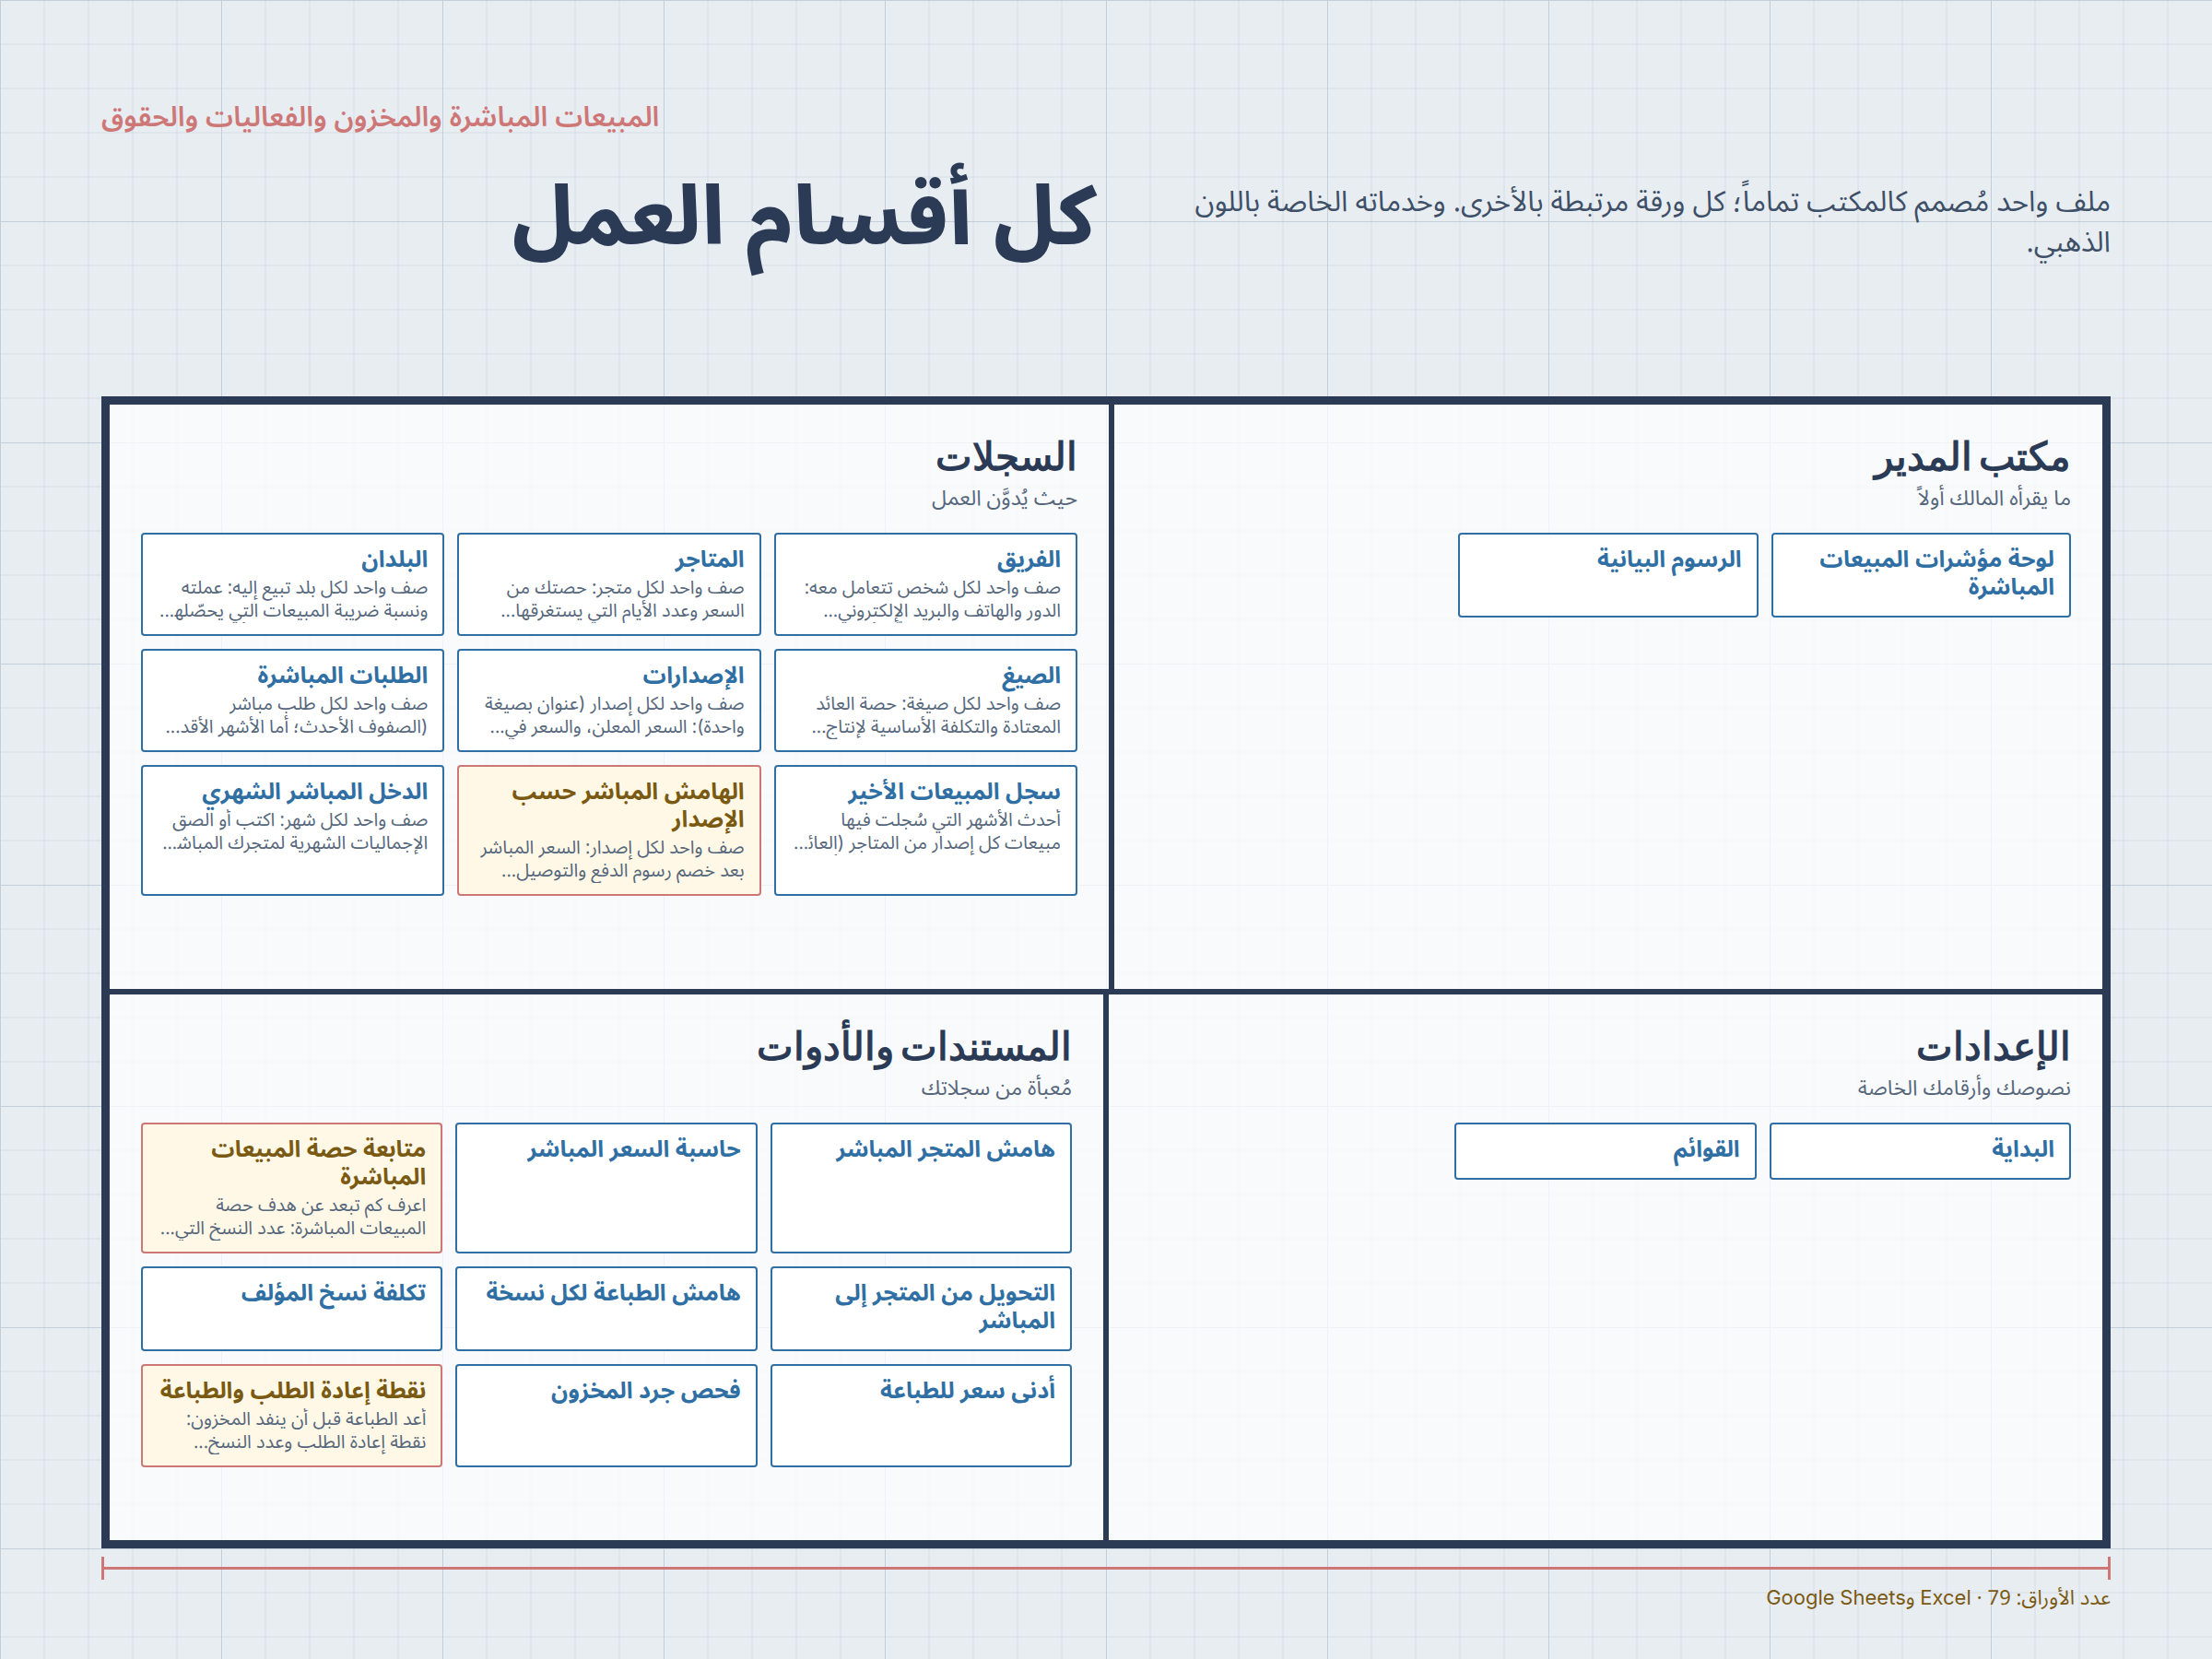 المبيعات المباشرة والمخزون والفعاليات والحقوق
كل أقسام العمل
ملف واحد مُصمم كالمكتب تماماً؛ كل ورقة مرتبطة بالأخرى. وخدماته الخاصة باللون
الذهبي.
مكتب المدير
ما يقرأه المالك أولاً
لوحة مؤشرات المبيعات
المباشرة
الرسوم البيانية
السجلات
حيث يُدوَّن العمل
الفريق
صف واحد لكل شخص تتعامل معه:
الدور والهاتف والبريد الإلكتروني...
المتاجر
صف واحد لكل متجر: حصتك من
السعر وعدد الأيام التي يستغرقها...
البلدان
صف واحد لكل بلد تبيع إليه: عملته
ونسبة ضريبة المبيعات التي يحصّلها...
الصيغ
صف واحد لكل صيغة: حصة العائد
المعتادة والتكلفة الأساسية لإنتاج...
الإصدارات
صف واحد لكل إصدار (عنوان بصيغة
واحدة): السعر المعلن، والسعر في...
الطلبات المباشرة
صف واحد لكل طلب مباشر
(الصفوف الأحدث؛ أما الأشهر الأقد...
سجل المبيعات الأخير
أحدث الأشهر التي سُجلت فيها
مبيعات كل إصدار من المتاجر (العائ...
الهامش المباشر حسب
الإصدار
صف واحد لكل إصدار: السعر المباشر
بعد خصم رسوم الدفع والتوصيل...
الدخل المباشر الشهري
صف واحد لكل شهر: اكتب أو الصق
الإجماليات الشهرية لمتجرك المباش...
الإعدادات
نصوصك وأرقامك الخاصة
البداية
القوائم
المستندات والأدوات
مُعبأة من سجلاتك
هامش المتجر المباشر
حاسبة السعر المباشر
متابعة حصة المبيعات
المباشرة
اعرف كم تبعد عن هدف حصة
المبيعات المباشرة: عدد النسخ التي...
التحويل من المتجر إلى
المباشر
هامش الطباعة لكل نسخة
تكلفة نسخ المؤلف
أدنى سعر للطباعة
فحص جرد المخزون
نقطة إعادة الطلب والطباعة
أعد الطباعة قبل أن ينفد المخزون:
نقطة إعادة الطلب وعدد النسخ...
عدد الأوراق: 79 · Excel وGoogle Sheets